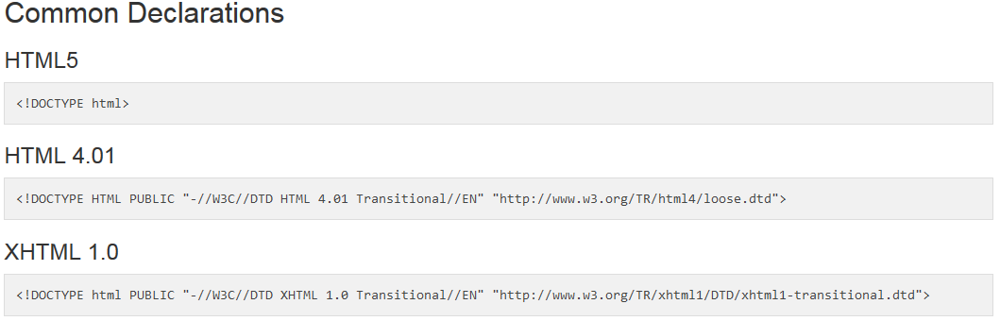 Common Declarations
HTML5
<!DOCTYPE html>
HTML 4.01
<!DOCTYPE HTML PUBLIC "-//W3C//DTD HTML 4.01 Transitional//EN" "http://www.w3.org/TR/html4/loose.dtd">
XHTML 1.0
<!DOCTYPE html PUBLIC "-//W3C//DTD XHTML 1.0 Transitional//EN" "http://www.w3.org/TR/xhtml1/DTD/xhtml1-transitional.dtd">